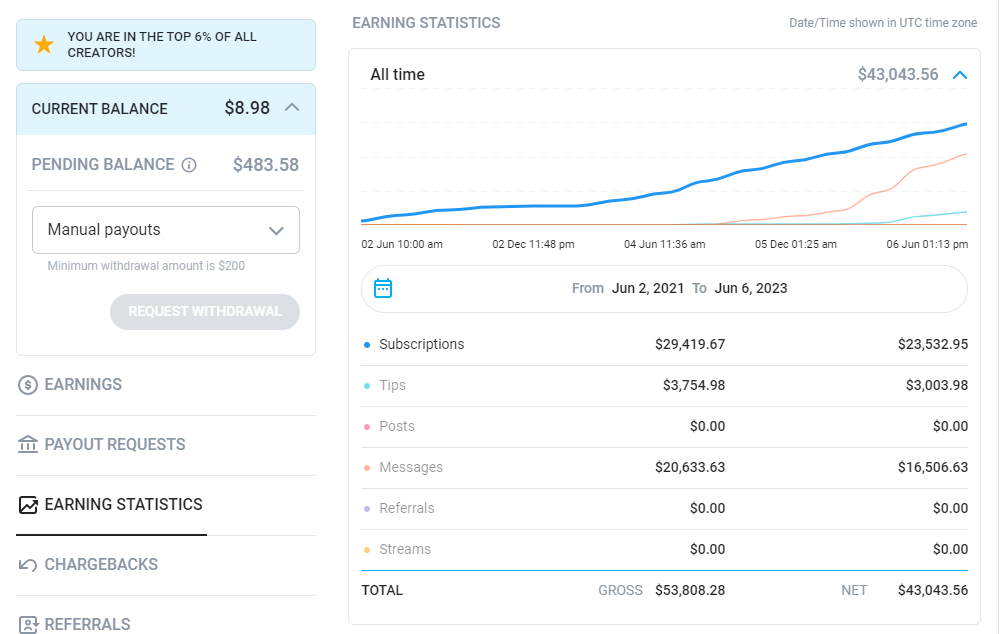 YOU ARE IN THE TOP 6% OF ALL
CREATORS!
CURRENT BALANCE $8.98
PENDING BALANCE $483.58
Manual payouts
Minimum withdrawal amount is $200
REQUEST WITHDRAWAL
EARNINGS
PAYOUT REQUESTS
EARNING STATISTICS
CHARGEBACKS
REFERRALS
EARNING STATISTICS Date/Time shown in UTC time zone
All time $43,043.56
02 Jun 10:00 am 02 Dec 11:48 pm 04 Jun 11:36 am 05 Dec 01:25 am 06 Jun 01:13 pm
From Jun 2, 2021 To Jun 6, 2023
Subscriptions $29,419.67 $23,532.95
Tips $3,754.98 $3,003.98
Posts $0.00 $0.00
Messages $20,633.63 $16,506.63
Referrals $0.00 $0.00
Streams $0.00 $0.00
TOTAL GROSS $53,808.28 NET $43,043.56